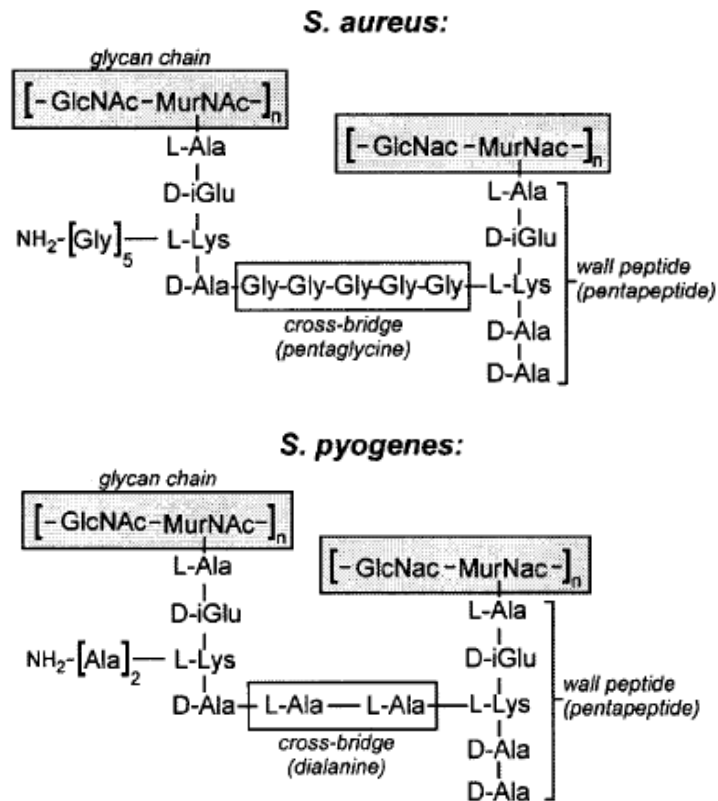 S. aureus:
glycan chain
[-GlcNAc-MurNAc-]n
[-GlcNac-MurNac-]n
L-Ala
L-Ala
D-iGlu
D-iGlu
NH2-[Gly]5-L-Lys
D-Ala-Gly-Gly-Gly-Gly-Gly-L-Lys
wall peptide
(pentapeptide)
cross-bridge
(pentaglycine)
D-Ala
D-Ala
S. pyogenes:
glycan chain
[-GlcNAc-MurNAc-]n
[-GlcNac-MurNac-]n
L-Ala
L-Ala
D-iGlu
D-iGlu
NH2-[Ala]2-L-Lys
D-Ala-L-Ala-L-Ala-L-Lys
wall peptide
(pentapeptide)
cross-bridge
(dialanine)
D-Ala
D-Ala